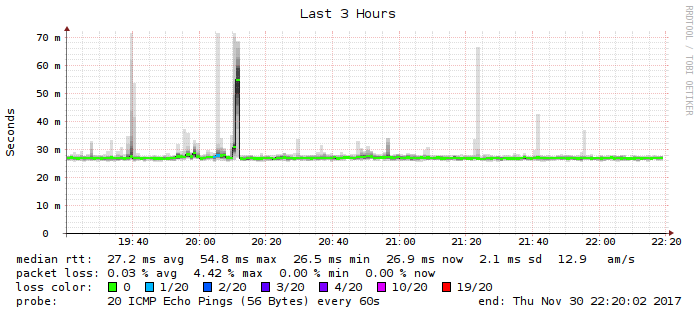 Last 3 Hours
RRDTOOL / TOBI OETIKER
Seconds
70 m
60 m
50 m
40 m
30 m
20 m
10 m
0
19:40 20:00 20:20 20:40 21:00 21:20 21:40 22:00 22:20
median rtt: 27.2 ms avg 54.8 ms max 26.5 ms min 26.9 ms now 2.1 ms sd 12.9 am/s
packet loss: 0.03 % avg 4.42 % max 0.00 % min 0.00 % now
loss color: 0 1/20 2/20 3/20 4/20 10/20 19/20
probe: 20 ICMP Echo Pings (56 Bytes) every 60s end: Thu Nov 30 22:20:02 2017